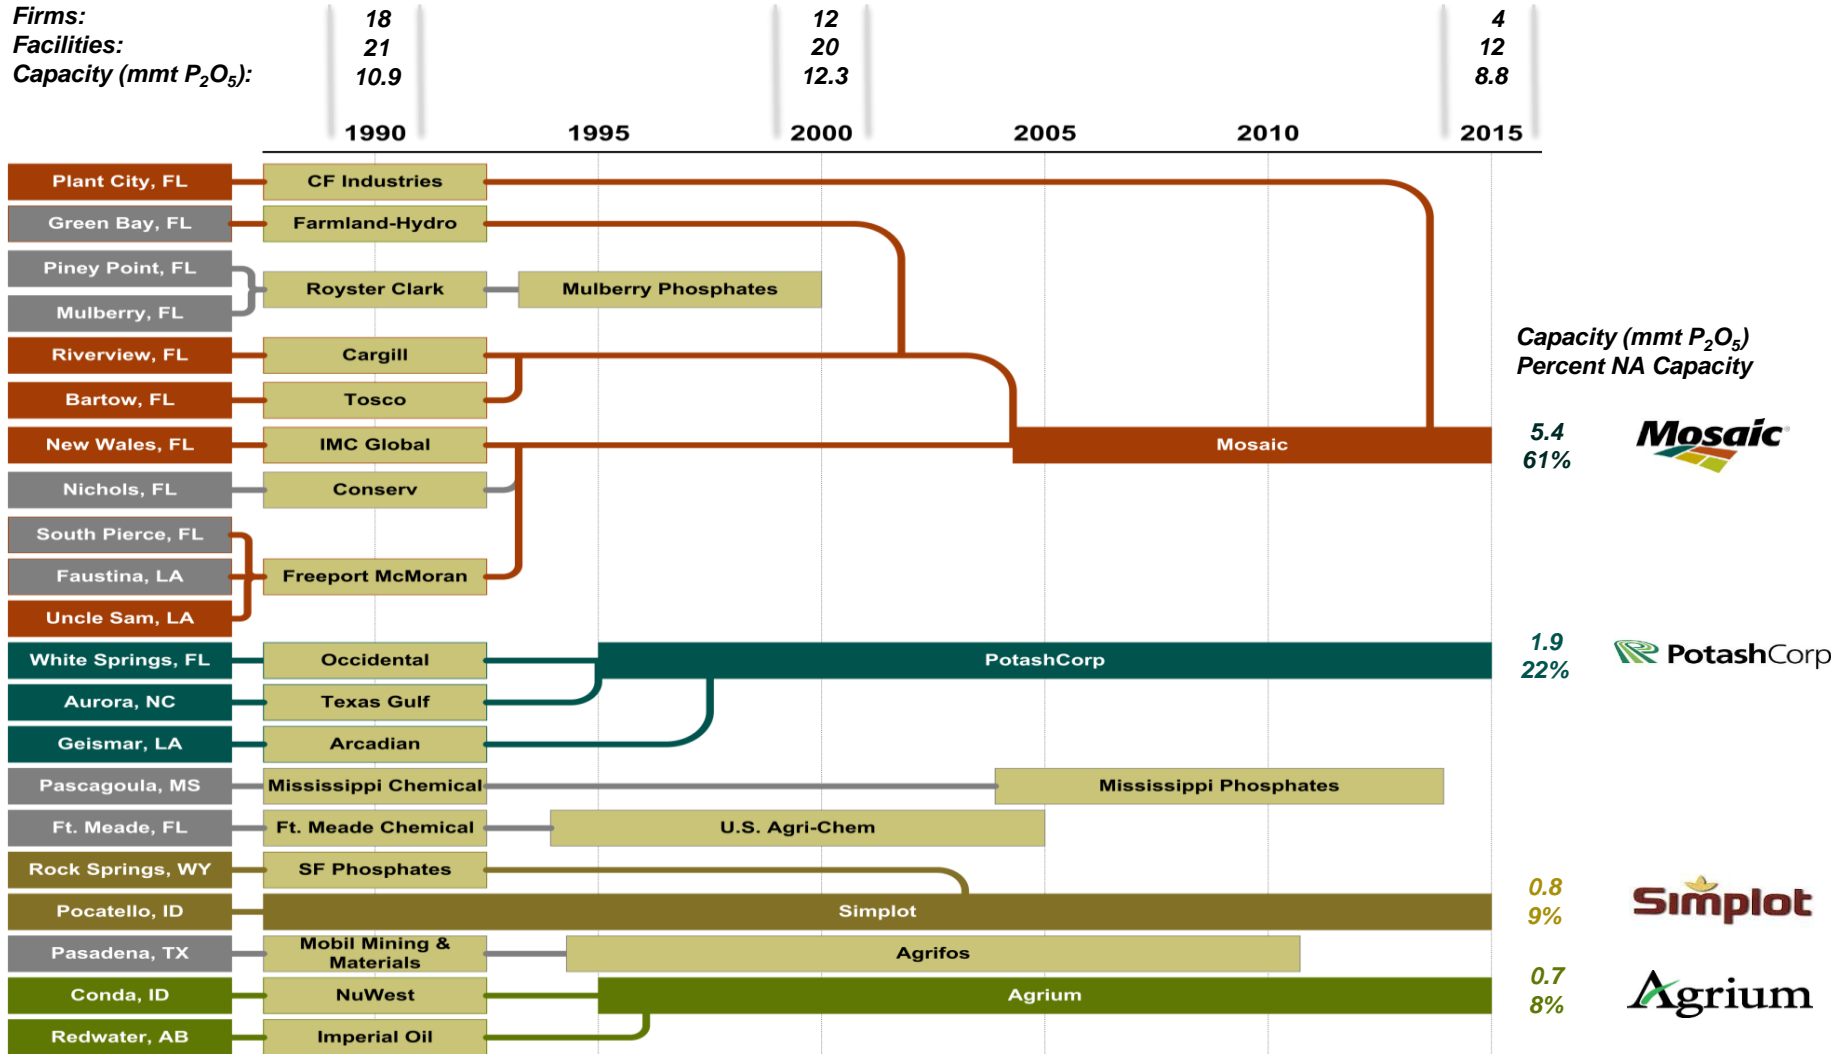 Firms: 18 12 4
Facilities: 21 20 12
Capacity (mmt P₂O₅): 10.9 12.3 8.8
1990 1995 2000 2005 2010 2015
Plant City, FL CF Industries
Green Bay, FL Farmland-Hydro
Piney Point, FL
Royster Clark Mulberry Phosphates
Mulberry, FL
Capacity (mmt P₂O₅)
Percent NA Capacity
Riverview, FL Cargill
Bartow, FL Tosco
New Wales, FL IMC Global Mosaic 5.4 Mosaic
61%
Nichols, FL Conserv
South Pierce, FL
Faustina, LA Freeport McMoran
Uncle Sam, LA
White Springs, FL Occidental PotashCorp 1.9 PotashCorp
22%
Aurora, NC Texas Gulf
Geismar, LA Arcadian
Pascagoula, MS Mississippi Chemical Mississippi Phosphates
Ft. Meade, FL Ft. Meade Chemical U.S. Agri-Chem
Rock Springs, WY SF Phosphates
Pocatello, ID Simplot 0.8 Simplot
9%
Pasadena, TX Mobil Mining &
Materials Agrifos
Conda, ID NuWest Agrium 0.7 Agrium
8%
Redwater, AB Imperial Oil